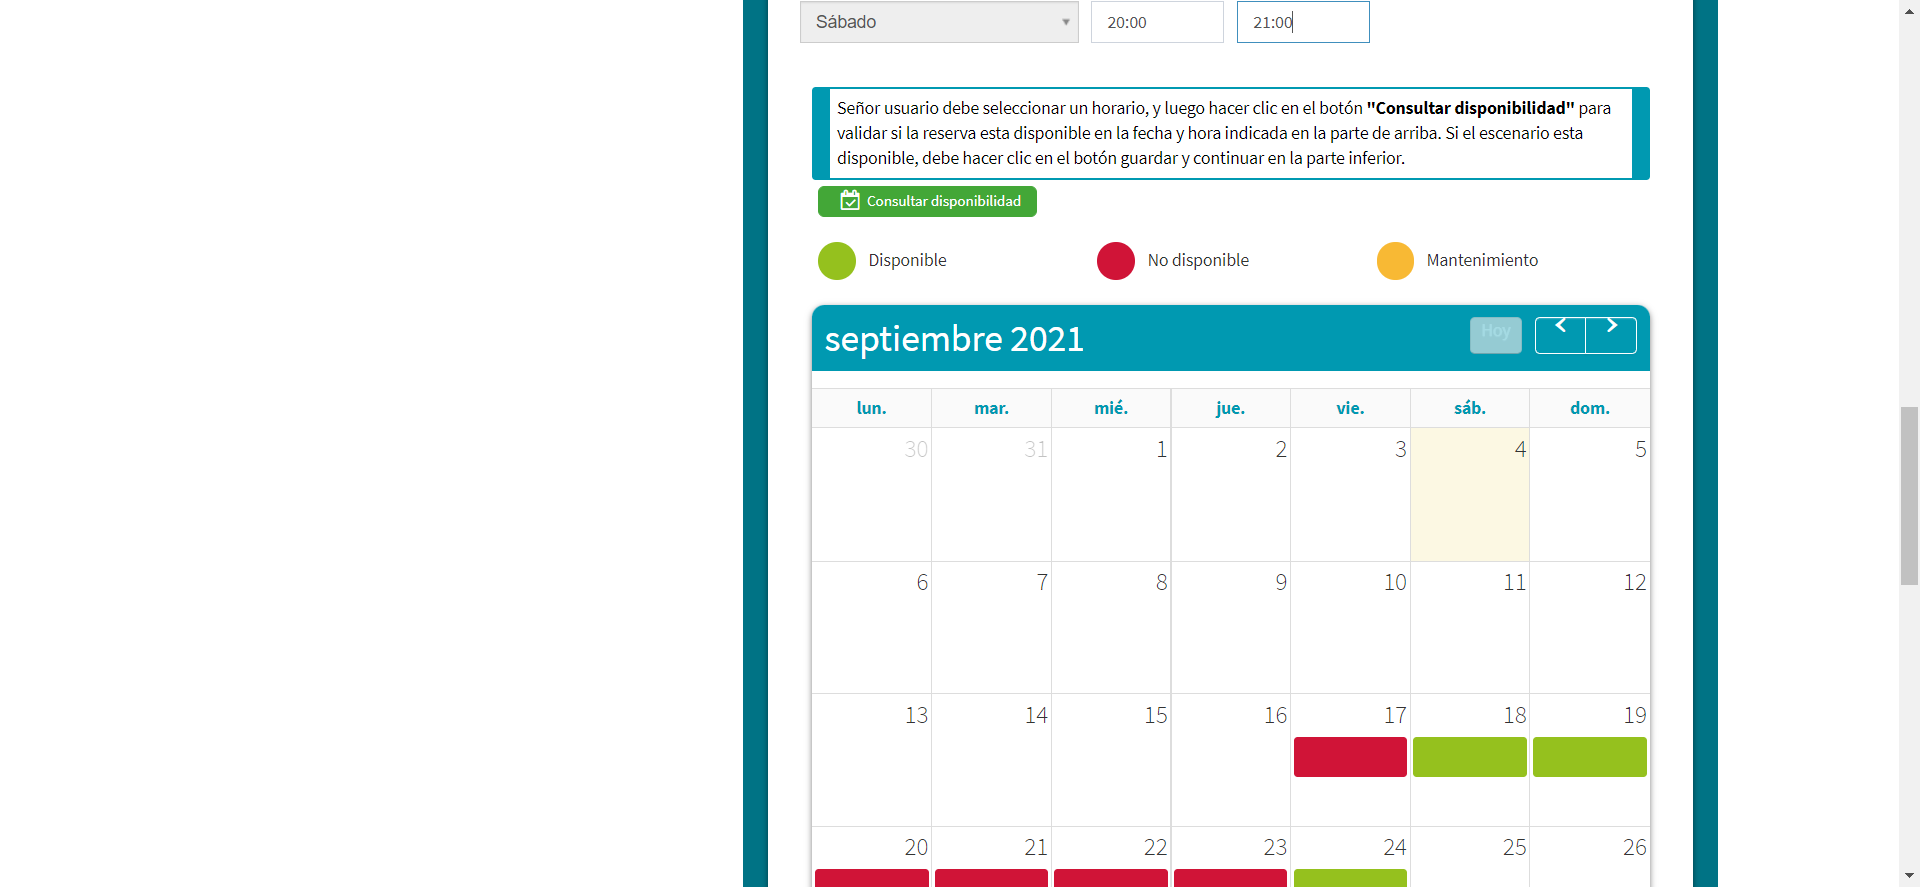 Sábado 20:00 21:00
Señor usuario debe seleccionar un horario, y luego hacer clic en el botón "Consultar disponibilidad" para
validar si la reserva esta disponible en la fecha y hora indicada en la parte de arriba. Si el escenario esta
disponible, debe hacer clic en el botón guardar y continuar en la parte inferior.
Consultar disponibilidad
Disponible No disponible Mantenimiento
septiembre 2021 Hoy
lun. mar. mié. jue. vie. sáb. dom.
30 31 1 2 3 4 5
6 7 8 9 10 11 12
13 14 15 16 17 18 19
20 21 22 23 24 25 26